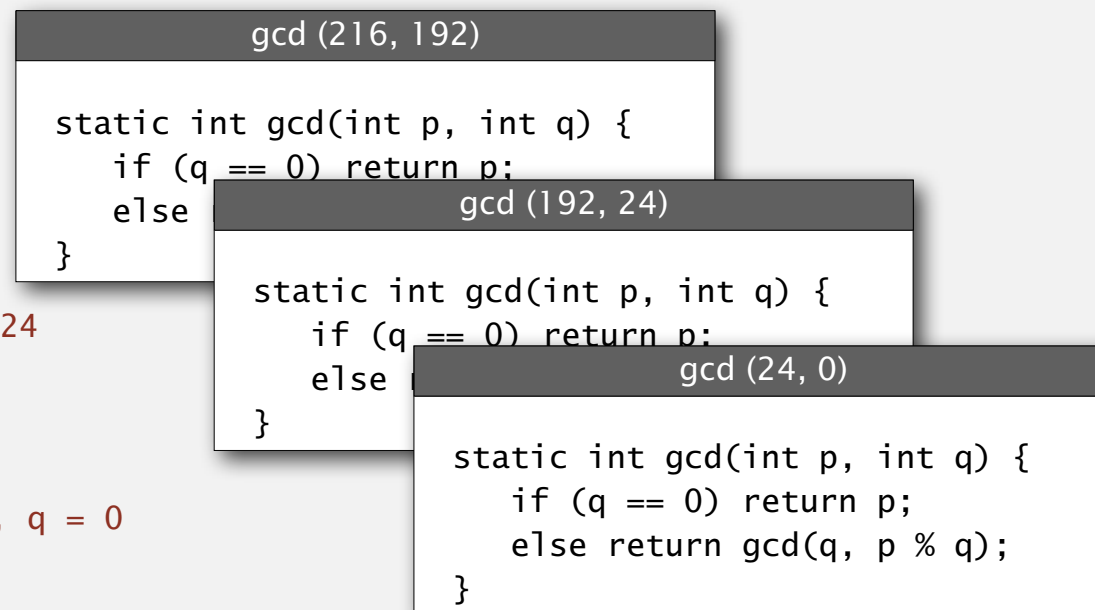 gcd (216, 192)
static int gcd(int p, int q) {
if (q == 0) return p;
else
}
gcd (192, 24)
static int gcd(int p, int q) {
if (q == 0) return p;
else
}
24
gcd (24, 0)
static int gcd(int p, int q) {
if (q == 0) return p;
else return gcd(q, p % q);
}
q = 0